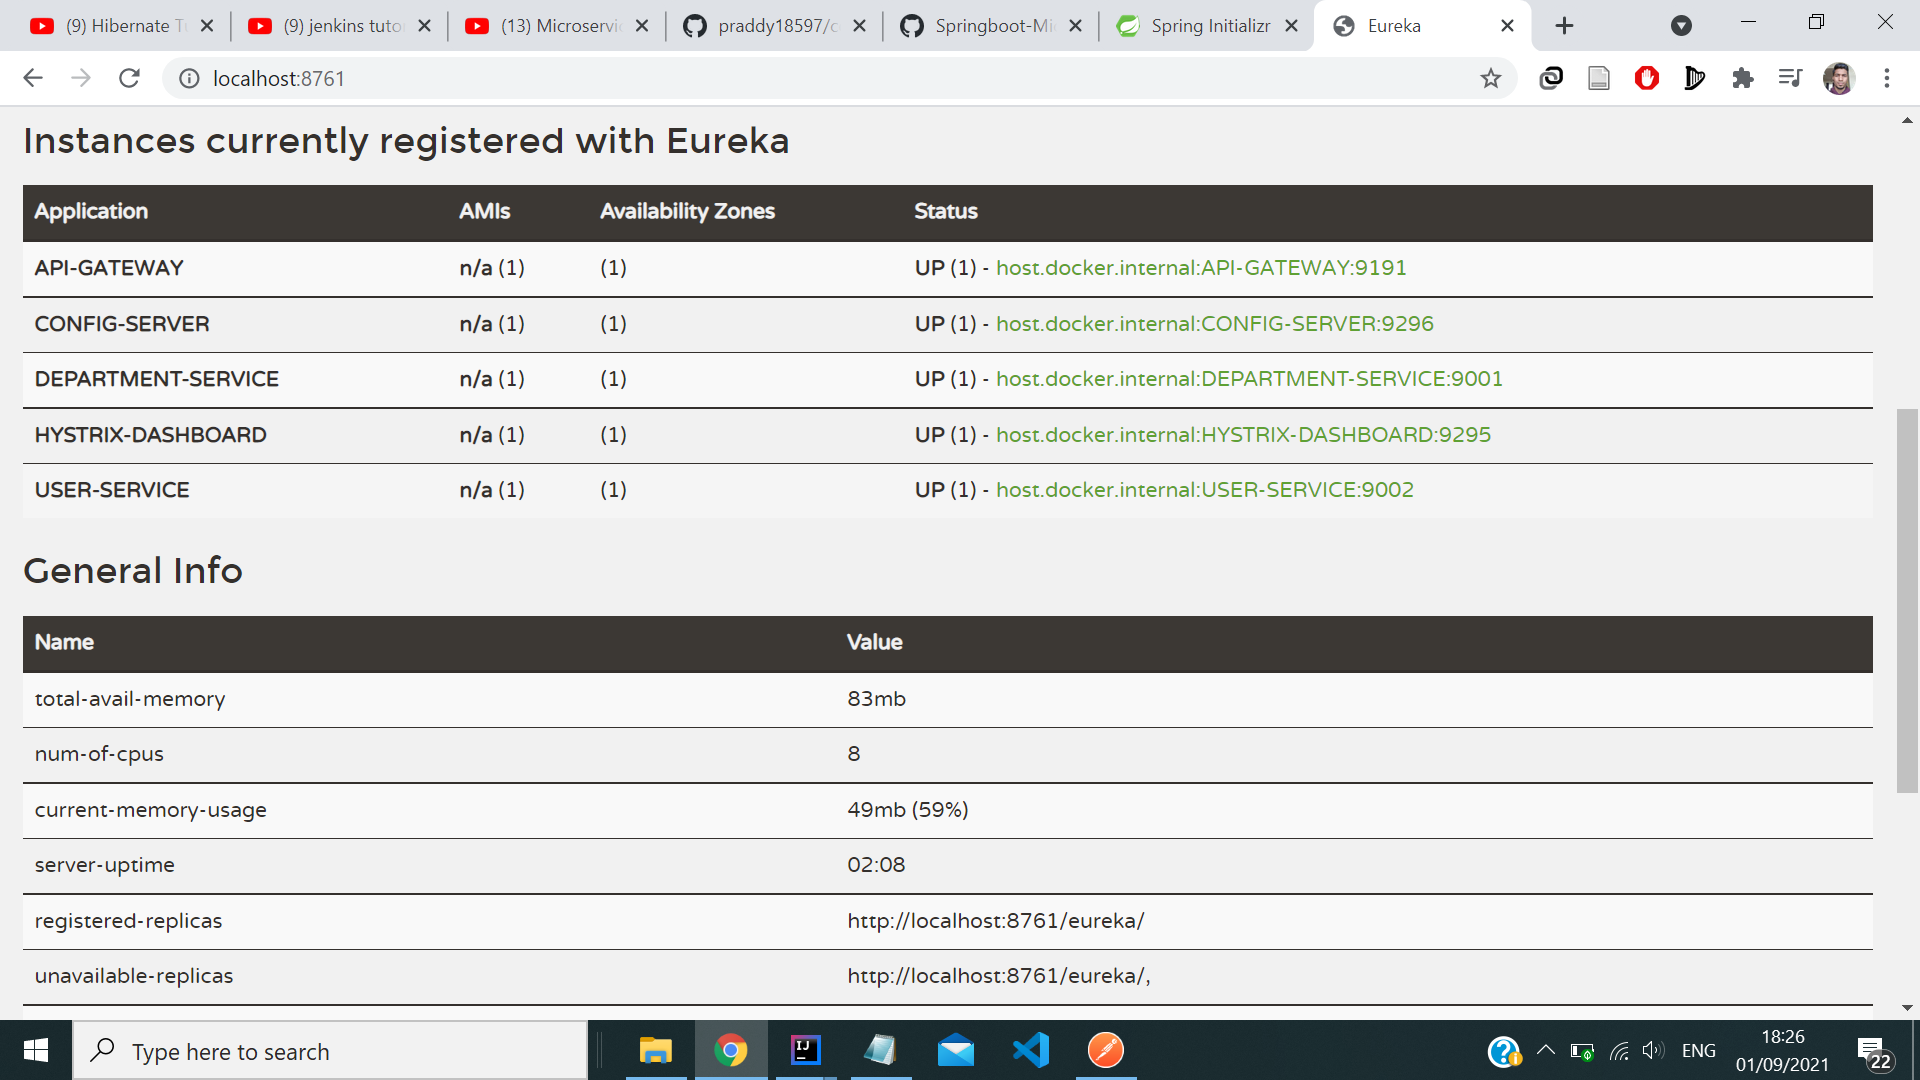 (9) Hibernate Tu
(9) jenkins tutor
(13) Microservic
praddy18597/c
Springboot-Mi
Spring Initializr
Eureka
localhost:8761
Instances currently registered with Eureka
Application AMIs Availability Zones Status
API-GATEWAY n/a (1) (1) UP (1) - host.docker.internal:API-GATEWAY:9191
CONFIG-SERVER n/a (1) (1) UP (1) - host.docker.internal:CONFIG-SERVER:9296
DEPARTMENT-SERVICE n/a (1) (1) UP (1) - host.docker.internal:DEPARTMENT-SERVICE:9001
HYSTRIX-DASHBOARD n/a (1) (1) UP (1) - host.docker.internal:HYSTRIX-DASHBOARD:9295
USER-SERVICE n/a (1) (1) UP (1) - host.docker.internal:USER-SERVICE:9002
General Info
Name Value
total-avail-memory 83mb
num-of-cpus 8
current-memory-usage 49mb (59%)
server-uptime 02:08
registered-replicas http://localhost:8761/eureka/
unavailable-replicas http://localhost:8761/eureka/,
Type here to search
IJ
ENG
18:26
01/09/2021
22